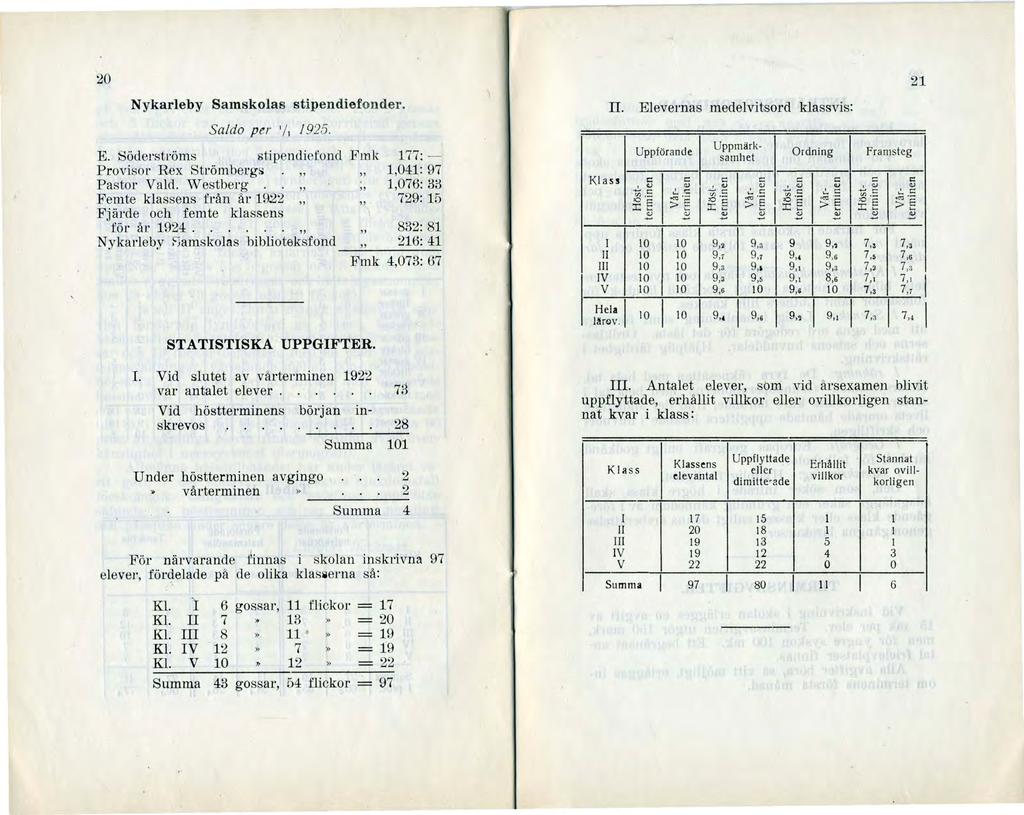 20
Nykarleby Samskolas stipendiefonder.
Saldo per 1/1 1925.
E. Söderströms stipendiefond Fmk 177: —
Provisor Rex Strömbergs . „ „ 1,041: 97
Pastor Vald. Westberg . . „ „ 1,076: 33
Femte klassens från år 1922 „ „ 729: 15
Fjärde och femte klassens
för år 1924 . . . . . . „ „ 832: 81
Nykarleby Samskolas biblioteksfond „ 216: 41
Fmk 4,073: 67
STATISTISKA UPPGIFTER.
I. Vid slutet av vårterminen 1922
var antalet elever . . . . . . 73
Vid höstterminens början in-
skrevos . . . . . . . . . 28
Summa 101
Under höstterminen avgingo . . 2
» vårterminen » . . . 2
Summa 4
För närvarande finnas i skolan inskrivna 97
elever, fördelade på de olika klasserna så:
Kl. I 6 gossar, 11 flickor = 17
Kl. II 7 » 13 » = 20
Kl. III 8 » 11 » = 19
Kl. IV 12 » 7 » = 19
Kl. V 10 » 12 » = 22
Summa 43 gossar, 54 flickor = 97
21
II. Elevernas medelvitsord klassvis:
Klass Uppförande Uppmärk-samhet Ordning Framsteg
Höst-terminen Vår-terminen Höst-terminen Vår-terminen Höst-terminen Vår-terminen Höst-terminen Vår-terminen
I 10 10 9,2 9,3 9 9,2 7,3 7,3
II 10 10 9,7 9,7 9,4 9,6 7,5 7,6
III 10 10 9,3 9,4 9,1 9,3 7,2 7,3
IV 10 10 9,3 9,5 9,1 8,6 7,1 7,1
V 10 10 9,6 10 9,6 10 7,3 7,7
Hela lärov. 10 10 9,4 9,6 9,2 9,1 7,3 7,4
III. Antalet elever, som vid årsexamen blivit
uppflyttade, erhållit villkor eller ovillkorligen stan-
nat kvar i klass:
Klass Klassens elevantal Uppflyttade eller dimitterade Erhållit villkor Stannat kvar ovill-korligen
I 17 15 1 1
II 20 18 1 1
III 19 13 5 1
IV 19 12 4 3
V 22 22 0 0
Summa 97 80 11 6